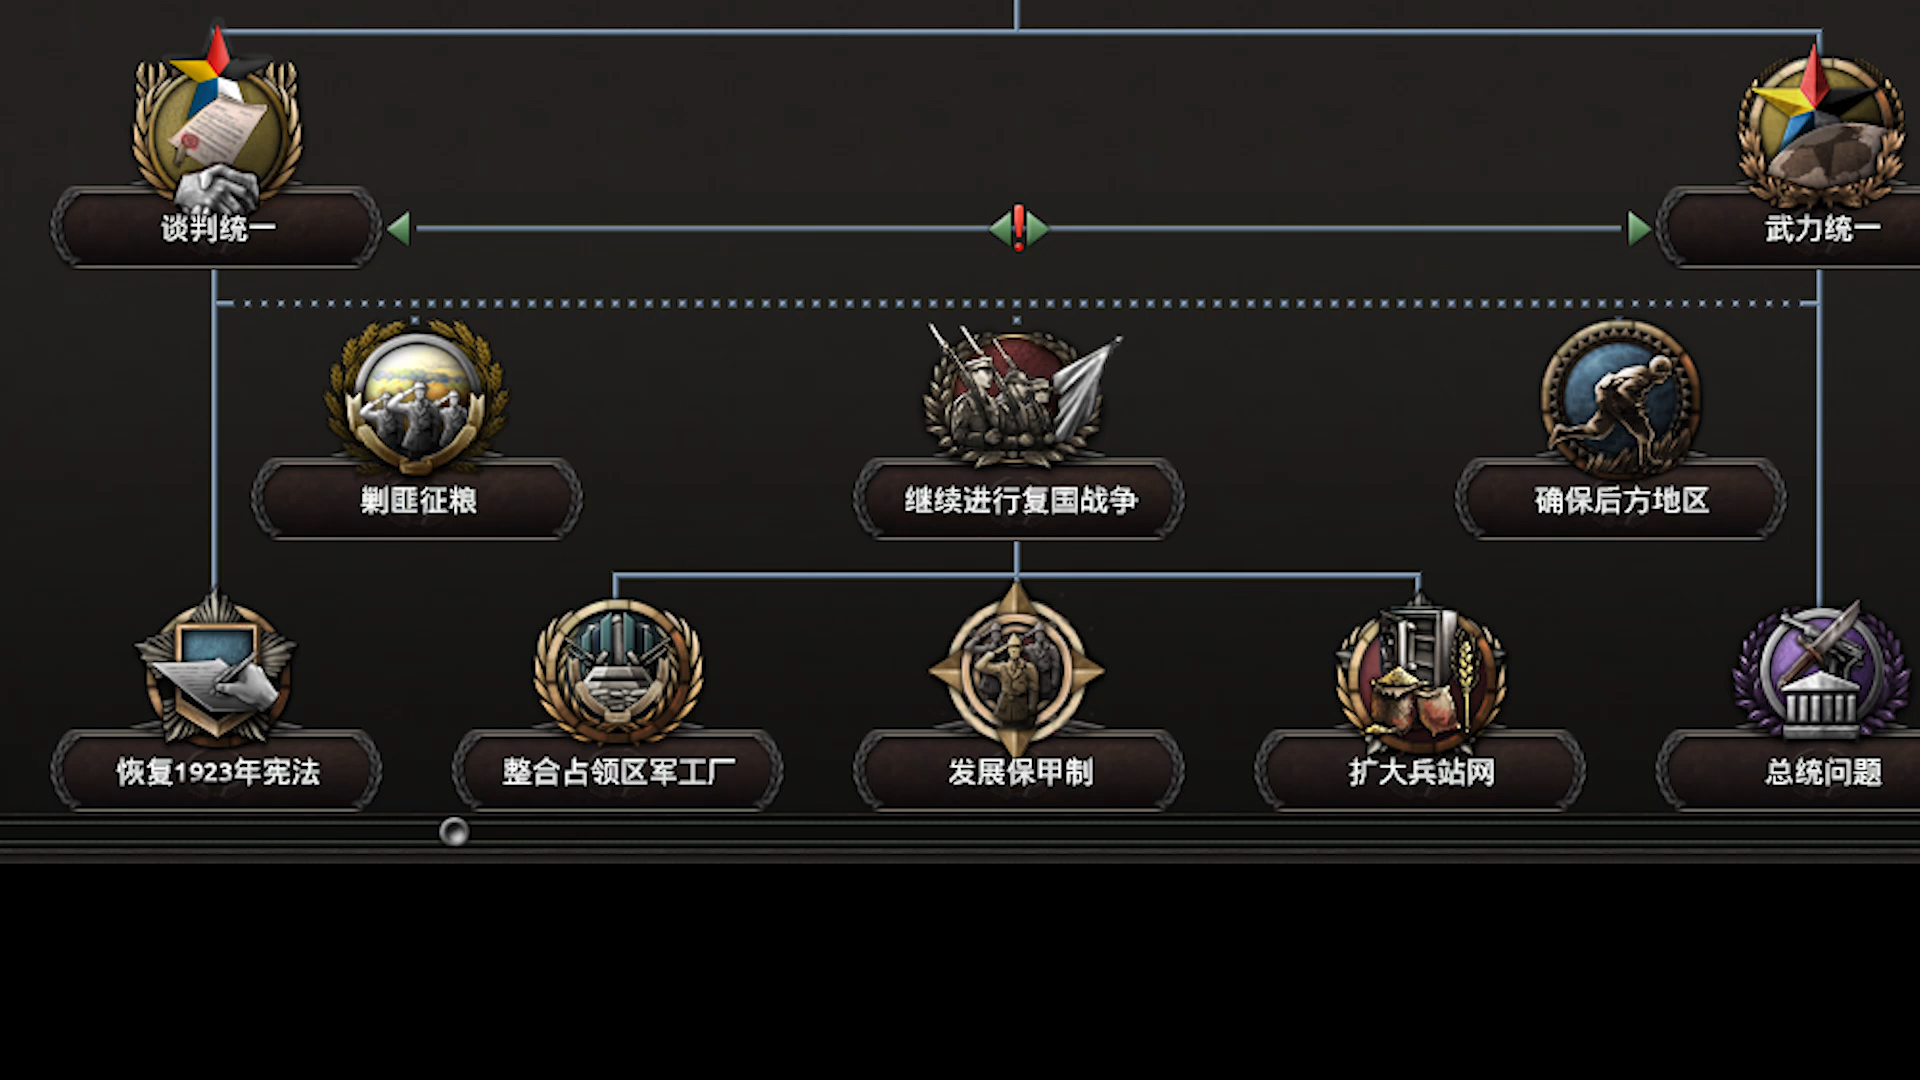 谈判统一
武力统一
剿匪征粮
继续进行复国战争
确保后方地区
恢复1923年宪法
整合占领区军工厂
发展保甲制
扩大兵站网
总统问题